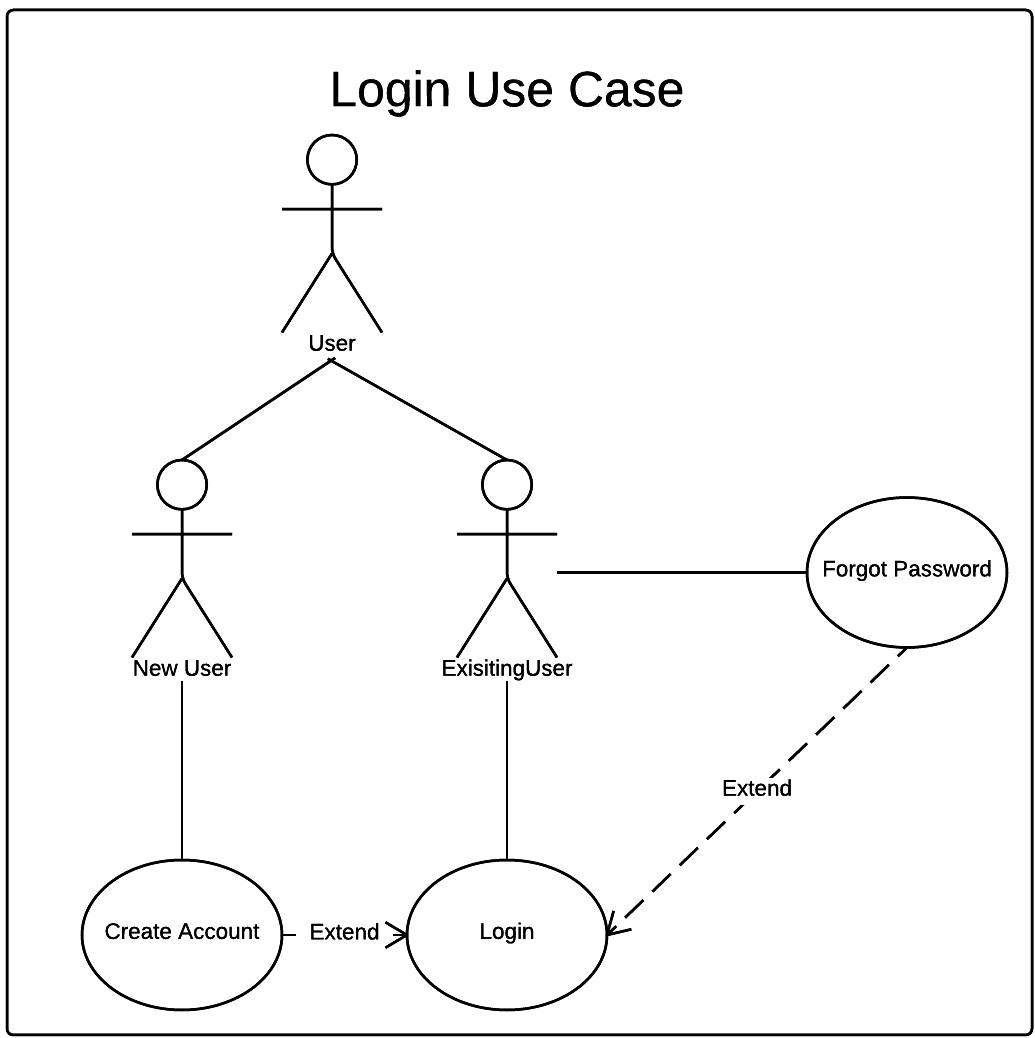 Login Use Case
User
New User
ExisitingUser
Forgot Password
Extend
Create Account
Extend
Login